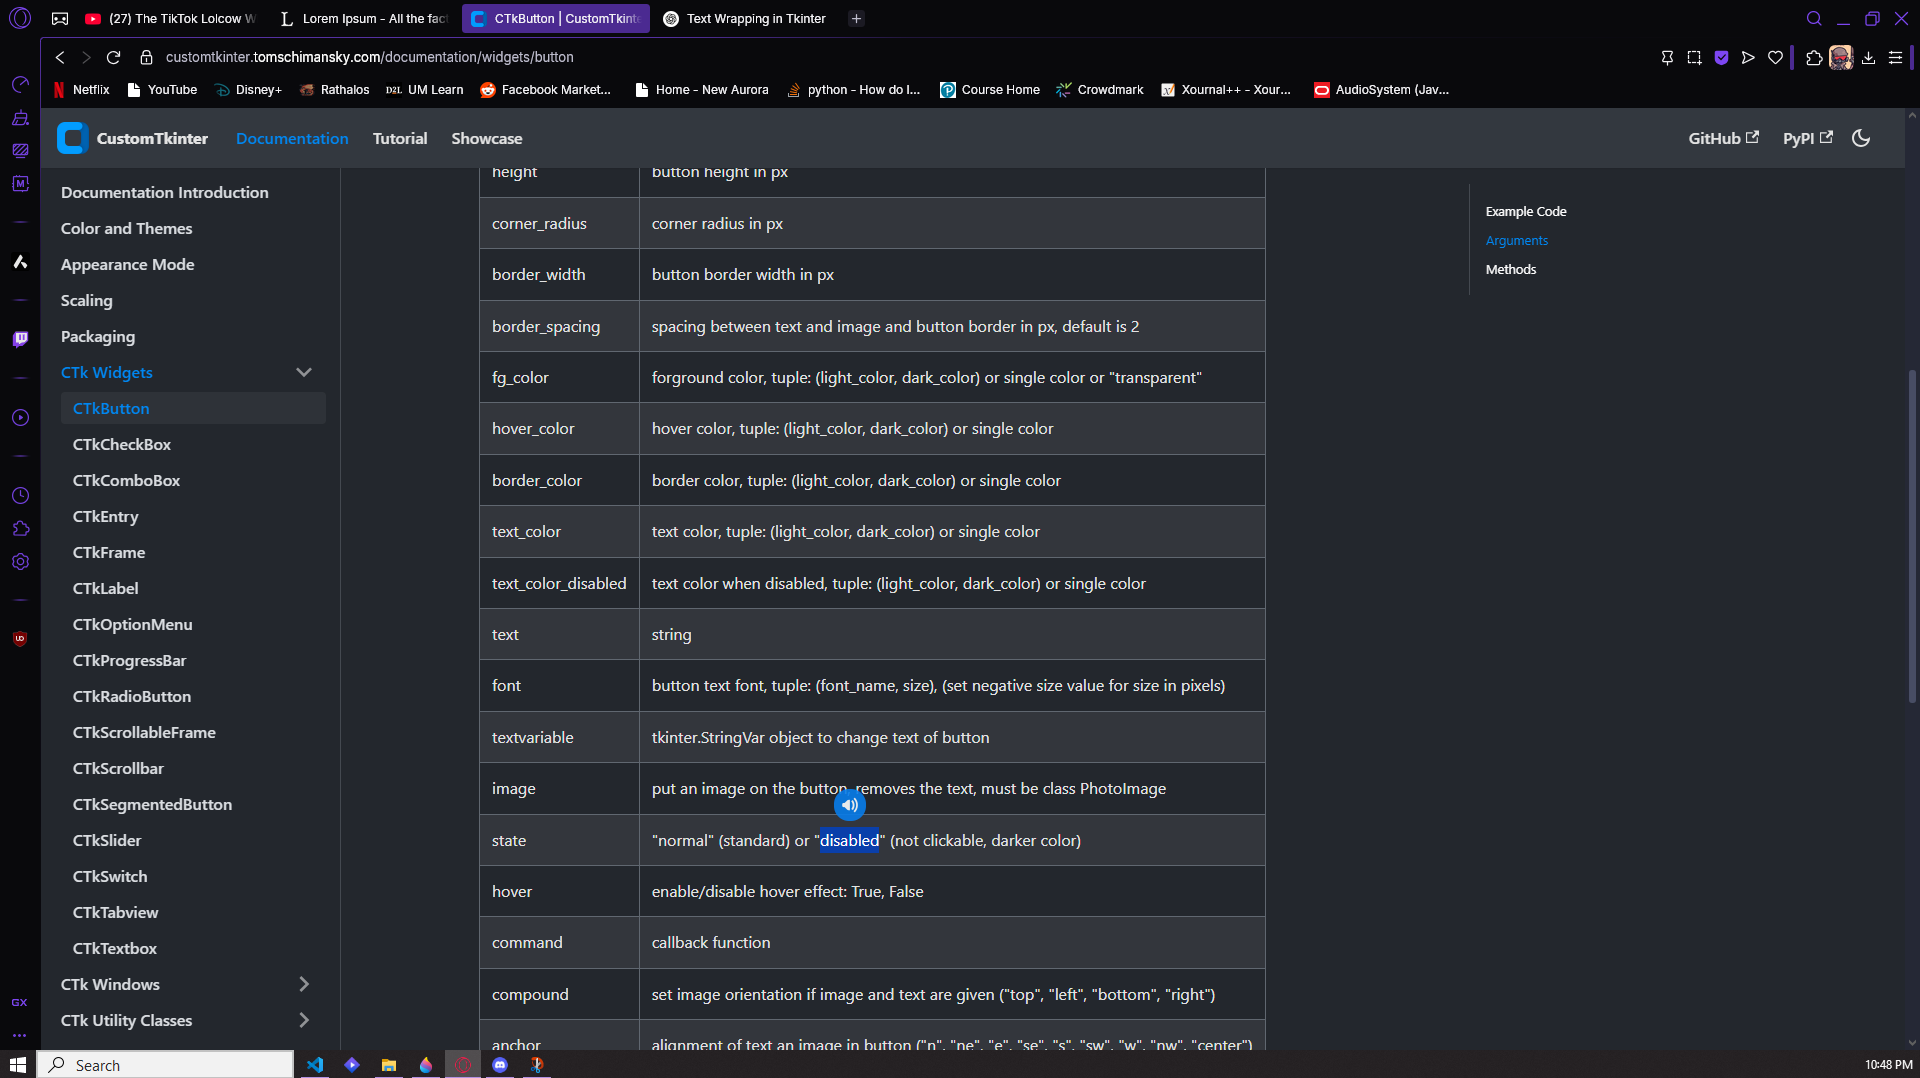 (27) The TikTok Lolcow W
Lorem Ipsum - All the fact
CTkButton | CustomTkinte
Text Wrapping in Tkinter
customtkinter.tomschimansky.com/documentation/widgets/button
Netflix
YouTube
Disney+
Rathalos
D2L UM Learn
Facebook Market...
Home - New Aurora
python - How do I...
Course Home
Crowdmark
Xournal++ - Xour...
AudioSystem (Jav...
CustomTkinter
Documentation
Tutorial
Showcase
GitHub
PyPI
Documentation Introduction
Color and Themes
Appearance Mode
Scaling
Packaging
CTk Widgets
CTkButton
CTkCheckBox
CTkComboBox
CTkEntry
CTkFrame
CTkLabel
CTkOptionMenu
CTkProgressBar
CTkRadioButton
CTkScrollableFrame
CTkScrollbar
CTkSegmentedButton
CTkSlider
CTkSwitch
CTkTabview
CTkTextbox
CTk Windows
CTk Utility Classes
height button height in px
corner_radius corner radius in px
border_width button border width in px
border_spacing spacing between text and image and button border in px, default is 2
fg_color forground color, tuple: (light_color, dark_color) or single color or "transparent"
hover_color hover color, tuple: (light_color, dark_color) or single color
border_color border color, tuple: (light_color, dark_color) or single color
text_color text color, tuple: (light_color, dark_color) or single color
text_color_disabled text color when disabled, tuple: (light_color, dark_color) or single color
text string
font button text font, tuple: (font_name, size), (set negative size value for size in pixels)
textvariable tkinter.StringVar object to change text of button
image put an image on the button, removes the text, must be class PhotoImage
state "normal" (standard) or "disabled" (not clickable, darker color)
hover enable/disable hover effect: True, False
command callback function
compound set image orientation if image and text are given ("top", "left", "bottom", "right")
anchor alignment of text an image in button ("n", "ne", "e", "se", "s", "sw", "w", "nw", "center")
Example Code
Arguments
Methods
GX
Search
10:48 PM